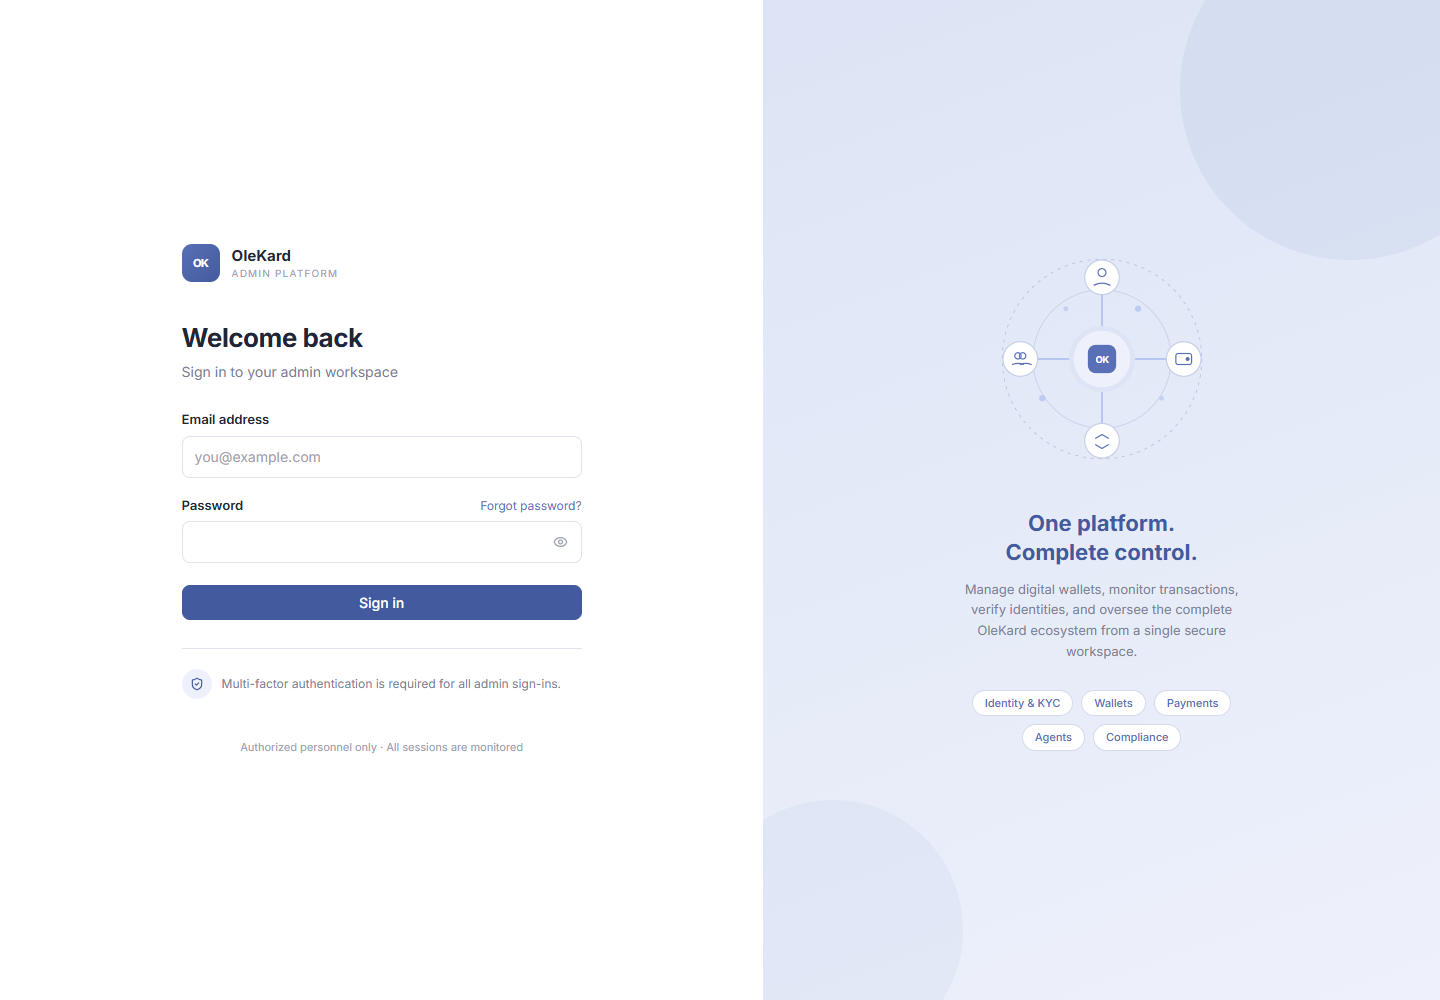 OK
OleKard
ADMIN PLATFORM
Welcome back
Sign in to your admin workspace
Email address
you@example.com
Password
Forgot password?
Sign in
Multi-factor authentication is required for all admin sign-ins.
Authorized personnel only · All sessions are monitored
OK
One platform.
Complete control.
Manage digital wallets, monitor transactions,
verify identities, and oversee the complete
OleKard ecosystem from a single secure
workspace.
Identity & KYC
Wallets
Payments
Agents
Compliance